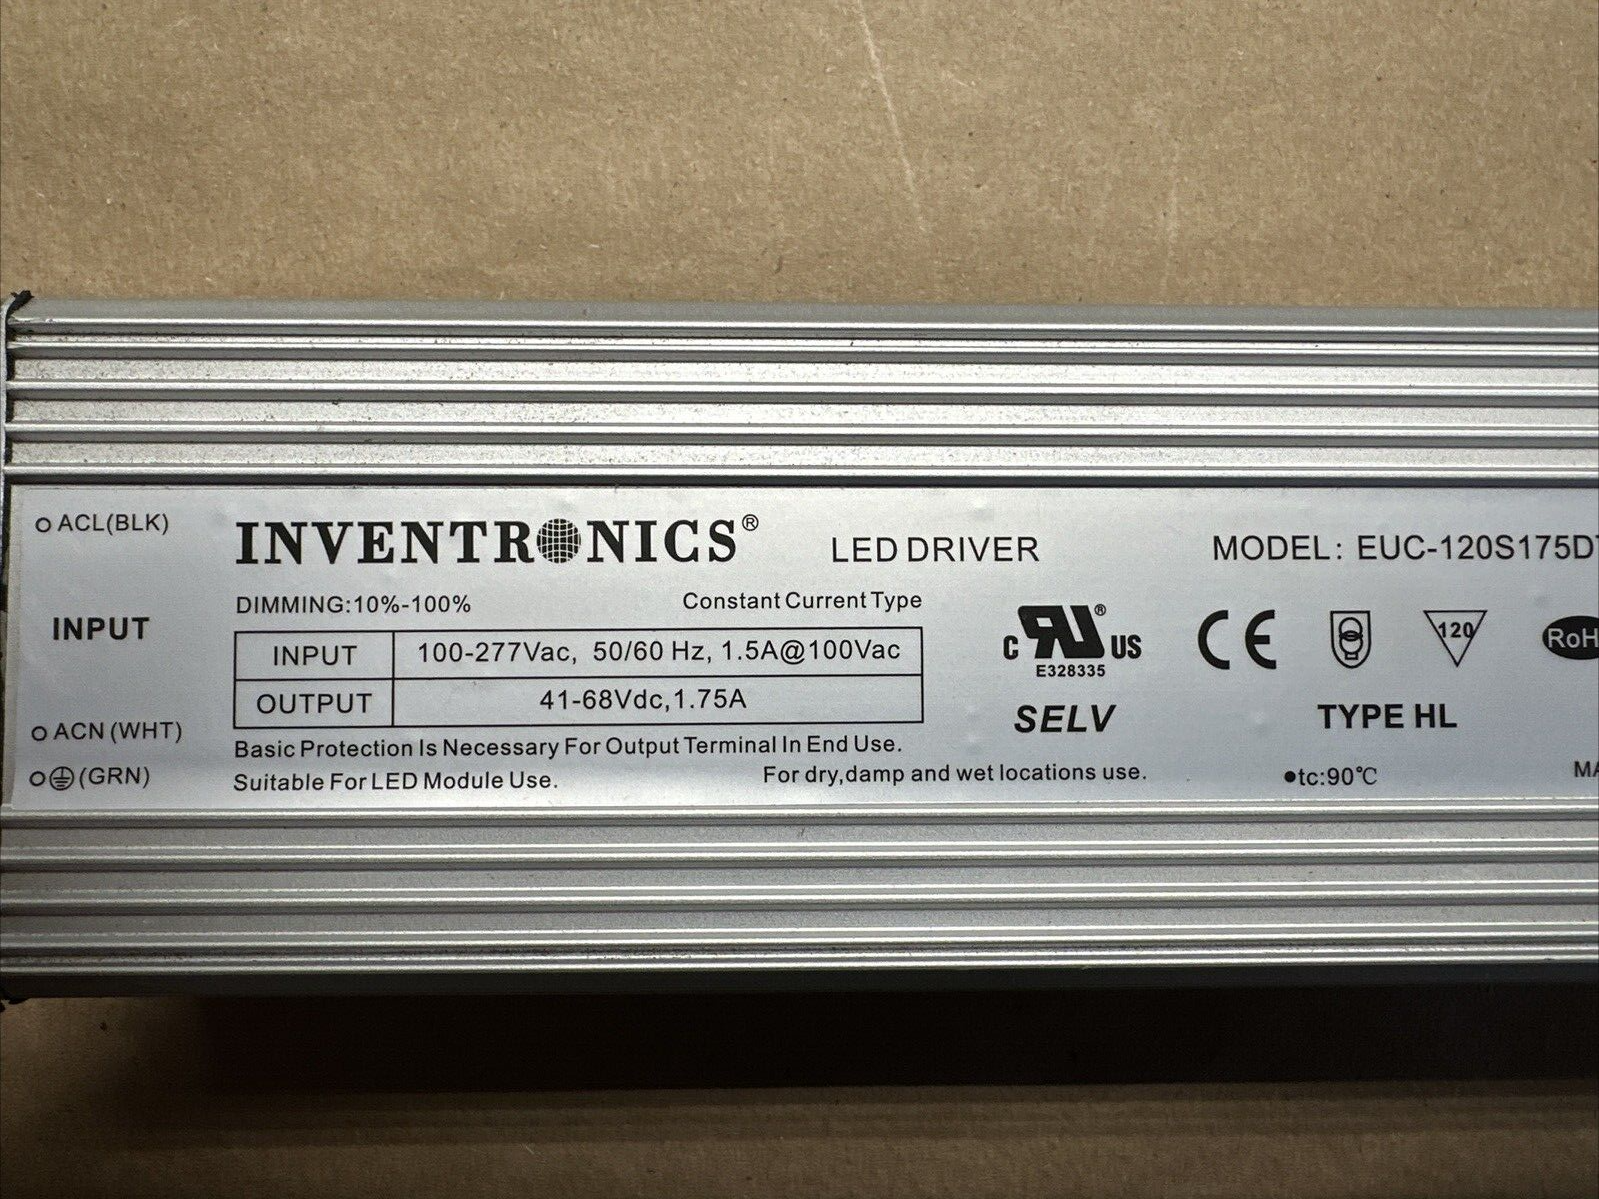 ACL(BLK)
INPUT
ACN (WHT)
(GRN)
INVENTRONICS®
LED DRIVER
MODEL: EUC-120S175D
DIMMING:10%-100%
Constant Current Type
INPUT 100-277Vac, 50/60 Hz, 1.5A@100Vac
OUTPUT 41-68Vdc,1.75A
Basic Protection Is Necessary For Output Terminal In End Use.
Suitable For LED Module Use.
For dry,damp and wet locations use.
C RU® US
E328335
SELV
CE
120
RoH
TYPE HL
•tc:90℃
MA